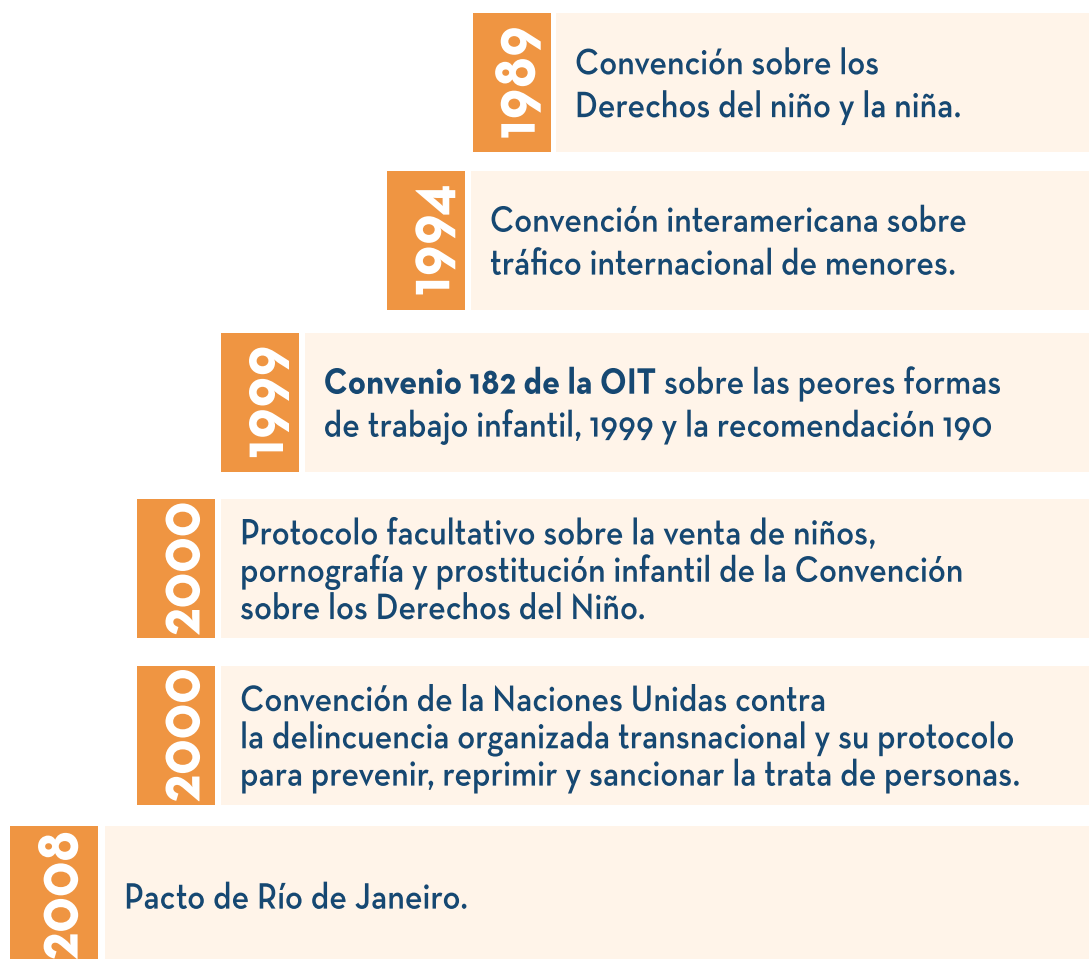 1989
Convención sobre los
Derechos del niño y la niña.
1994
Convención interamericana sobre
tráfico internacional de menores.
1999
Convenio 182 de la OIT sobre las peores formas
de trabajo infantil, 1999 y la recomendación 190
2000
Protocolo facultativo sobre la venta de niños,
pornografía y prostitución infantil de la Convención
sobre los Derechos del Niño.
2000
Convención de la Naciones Unidas contra
la delincuencia organizada transnacional y su protocolo
para prevenir, reprimir y sancionar la trata de personas.
2008
Pacto de Río de Janeiro.